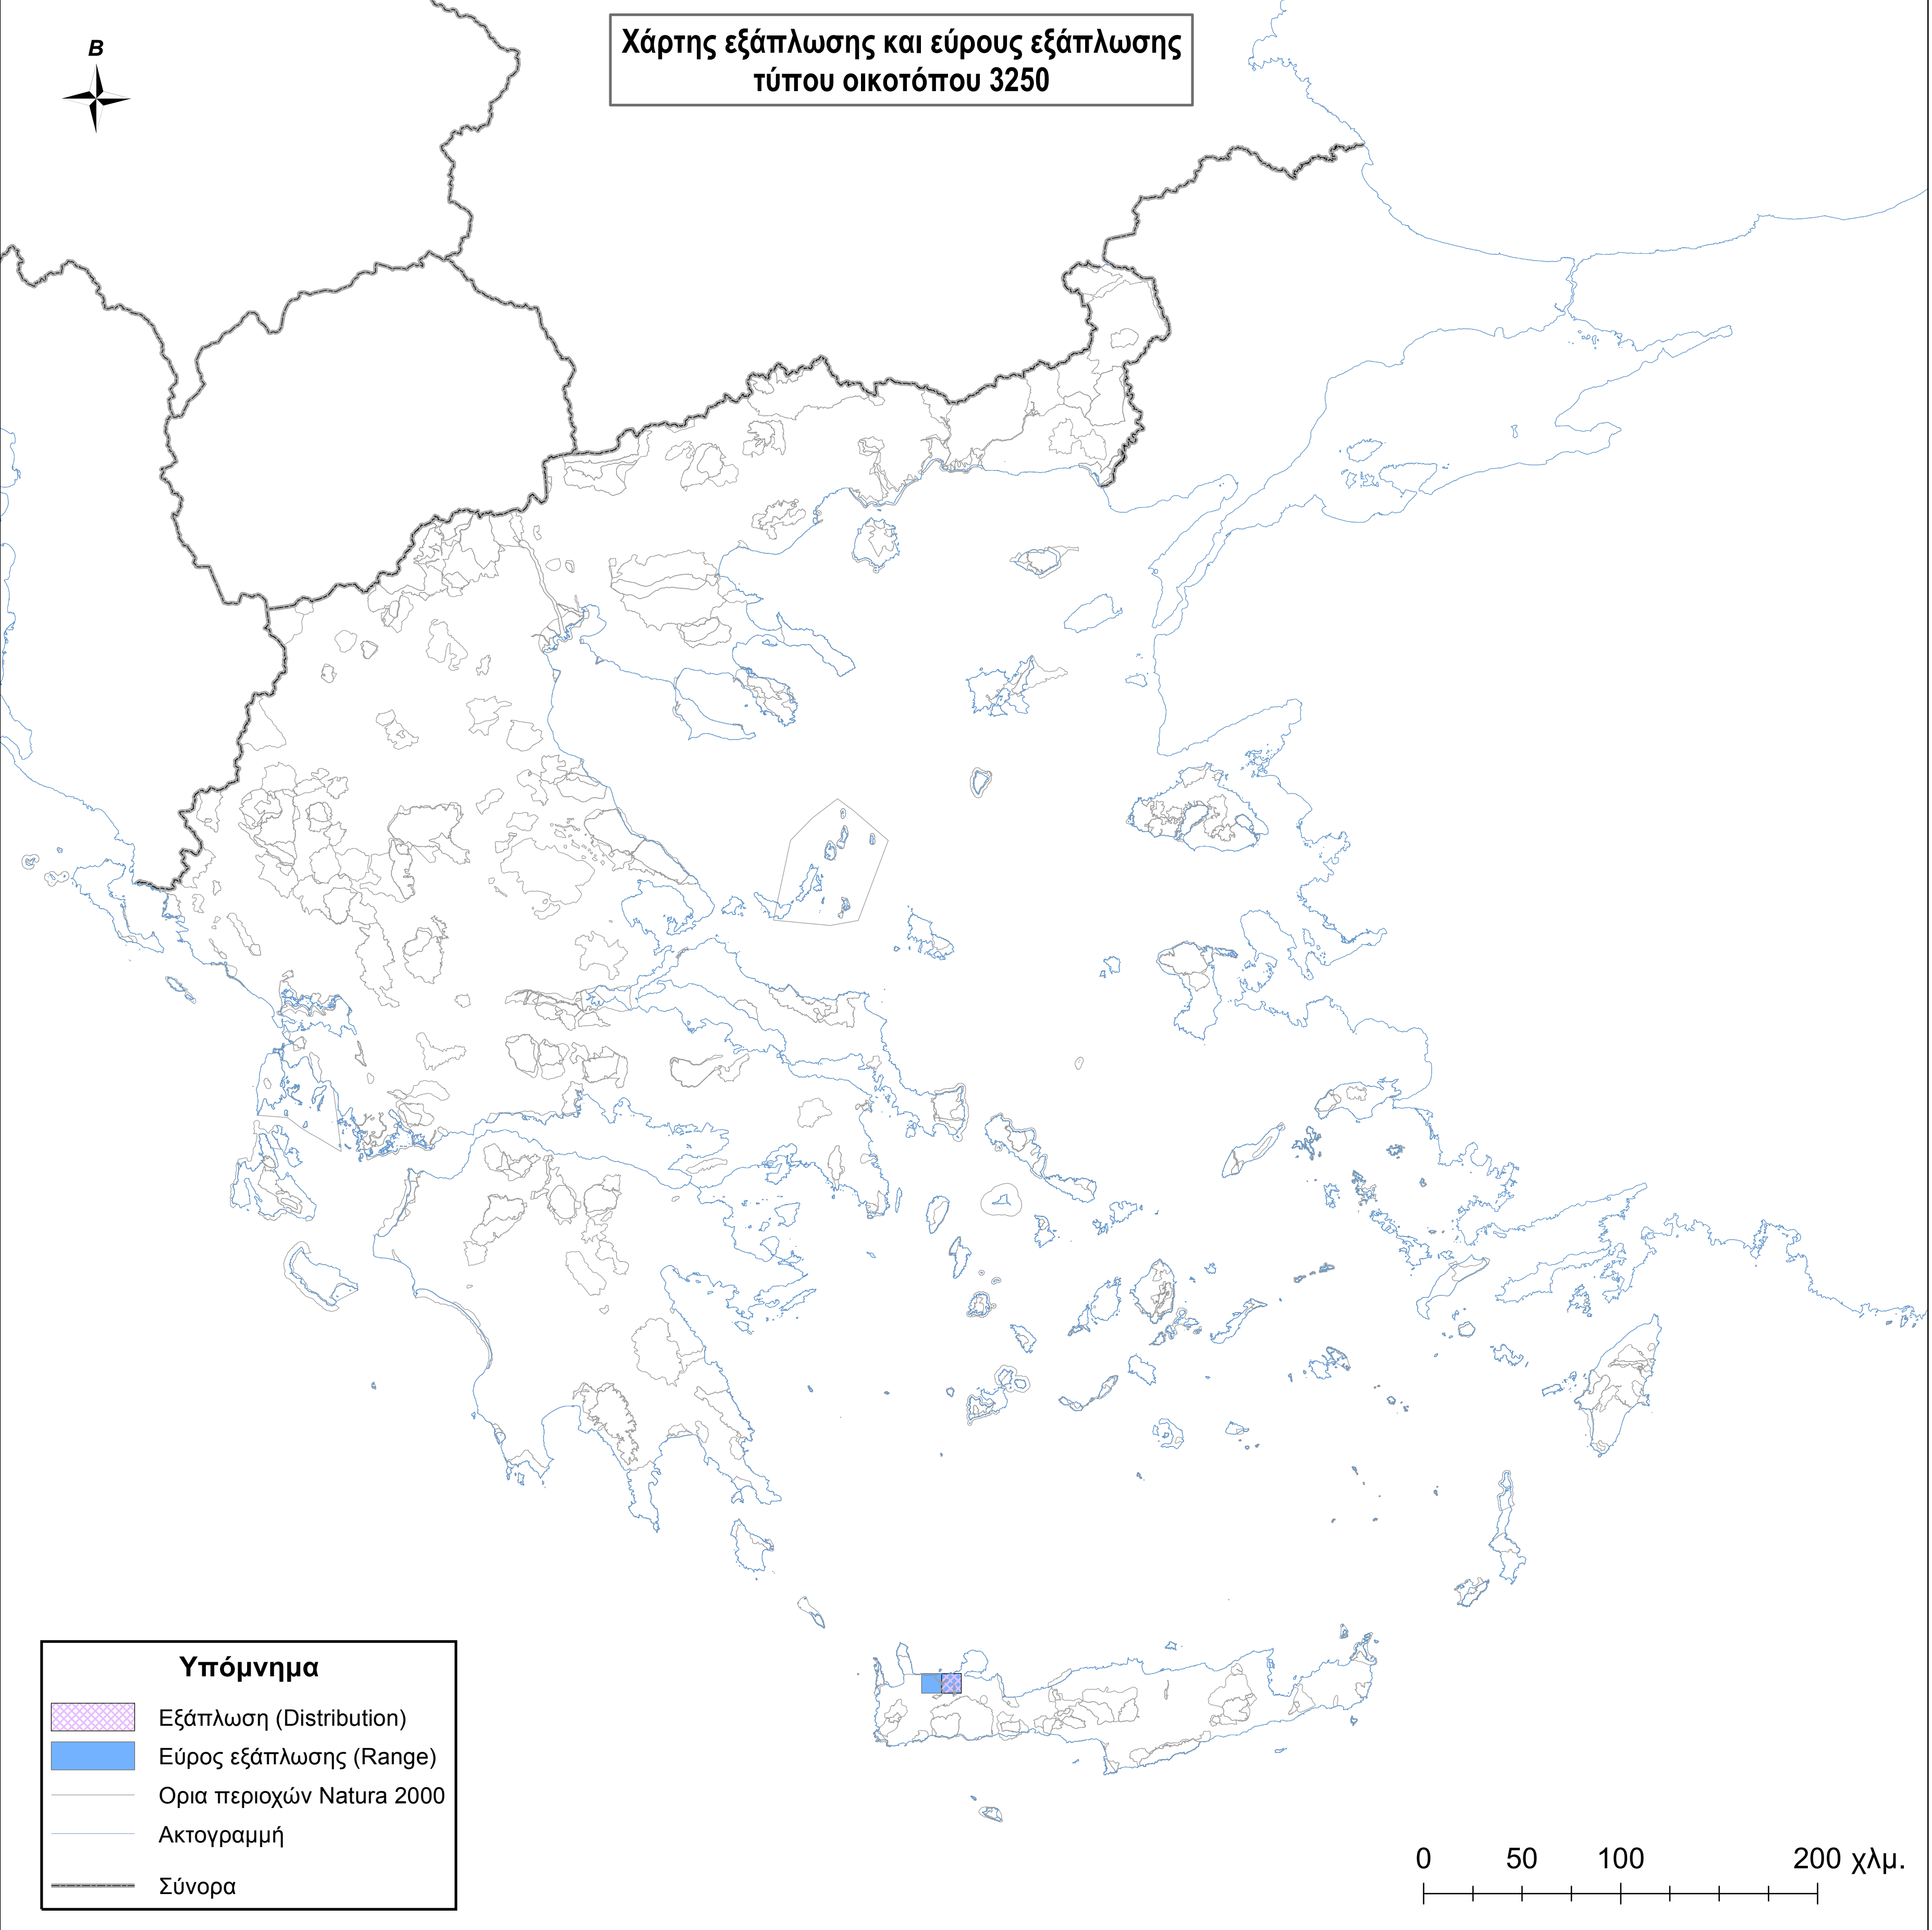 B
Χάρτης εξάπλωσης και εύρους εξάπλωσης
τύπου οικοτόπου 3250
Υπόμνημα
Εξάπλωση (Distribution)
Εύρος εξάπλωσης (Range)
Ορια περιοχών Natura 2000
Ακτογραμμή
Σύνορα
0 50 100 200 χλμ.